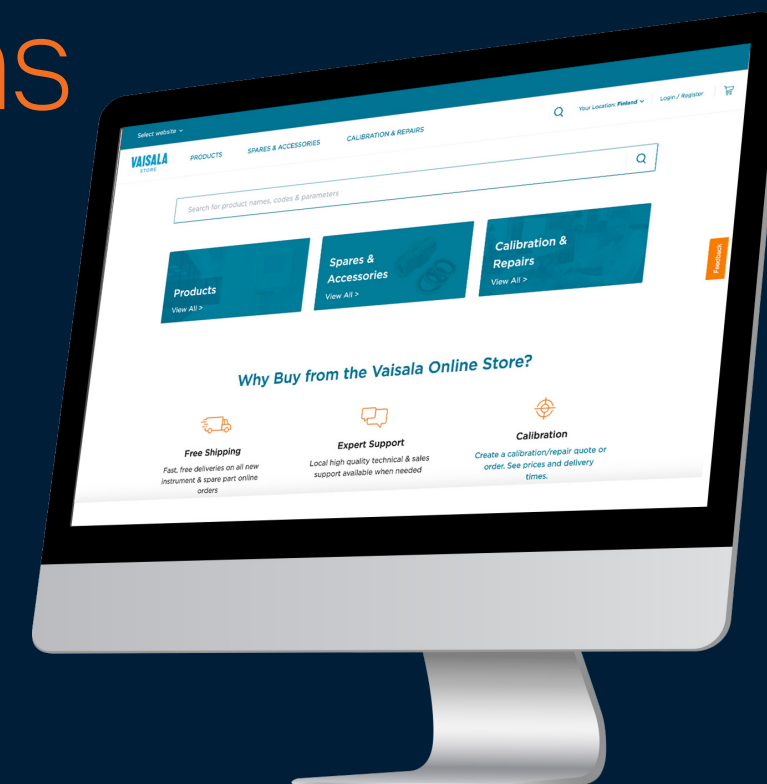 ns
Select website
VAISALA
STORE
PRODUCTS
SPARES & ACCESSORIES
CALIBRATION & REPAIRS
Your Location: Finland
Login / Register
Search for product names, codes & parameters
Products
View All >
Spares &
Accessories
View All >
Calibration &
Repairs
View All >
Feedback
Why Buy from the Vaisala Online Store?
Free Shipping
Fast, free deliveries on all new
instrument & spare part online
orders
Expert Support
Local high quality technical & sales
support available when needed
Calibration
Create a calibration/repair quote or
order. See prices and delivery
times.